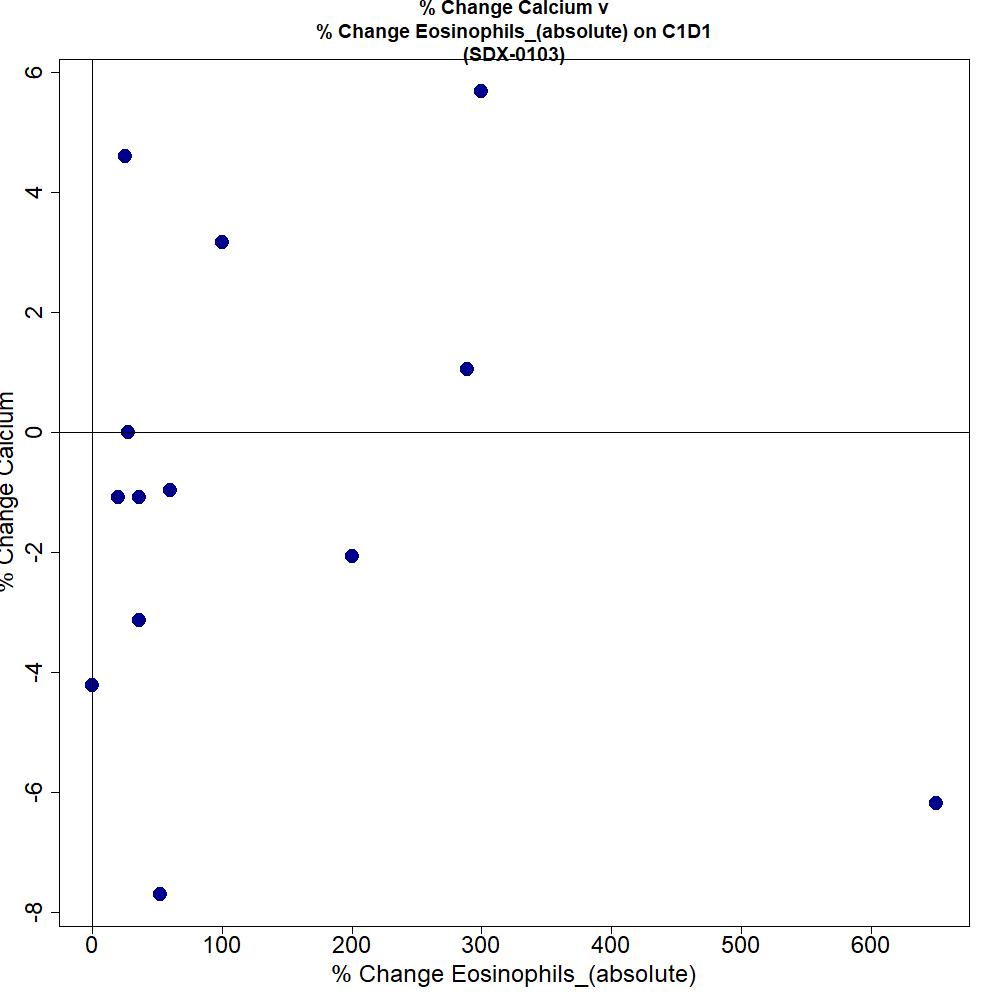 % Change Calcium v
% Change Eosinophils_(absolute) on C1D1
(SDX-0103)
6
4
2
0
-2
-4
-6
-8
% Change Calcium
0 100 200 300 400 500 600
% Change Eosinophils_(absolute)